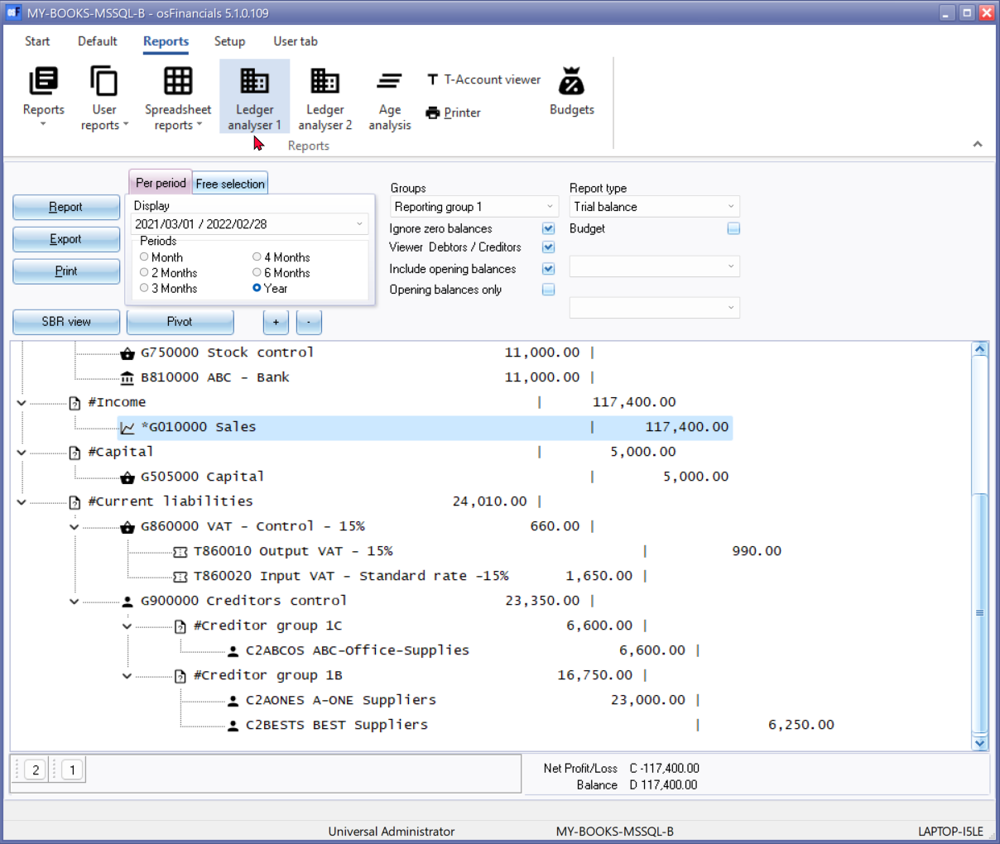 MY-BOOKS-MSSQL-B - osFinancials 5.1.0.109
Start Default Reports Setup User tab
Reports
User reports
Spreadsheet reports
Ledger analyser 1
Ledger analyser 2
Age analysis
T-Account viewer
Printer
Budgets
Reports
Report
Export
Print
Per period Free selection
Display
2021/03/01 / 2022/02/28
Periods
Month 4 Months
2 Months 6 Months
3 Months Year
Groups
Reporting group 1
Ignore zero balances
Viewer Debtors / Creditors
Include opening balances
Opening balances only
Report type
Trial balance
Budget
SBR view Pivot + -
G750000 Stock control 11,000.00 |
B810000 ABC - Bank 11,000.00 |
#Income | 117,400.00
*G010000 Sales | 117,400.00
#Capital | 5,000.00
G505000 Capital | 5,000.00
#Current liabilities 24,010.00 |
G860000 VAT - Control - 15% 660.00 |
T860010 Output VAT - 15% | 990.00
T860020 Input VAT - Standard rate -15% 1,650.00 |
G900000 Creditors control 23,350.00 |
#Creditor group 1C 6,600.00 |
C2ABCOS ABC-Office-Supplies 6,600.00 |
#Creditor group 1B 16,750.00 |
C2AONES A-ONE Suppliers 23,000.00 |
C2BESTS BEST Suppliers | 6,250.00
2 1
Net Profit/Loss C -117,400.00
Balance D 117,400.00
Universal Administrator MY-BOOKS-MSSQL-B LAPTOP-I5LE